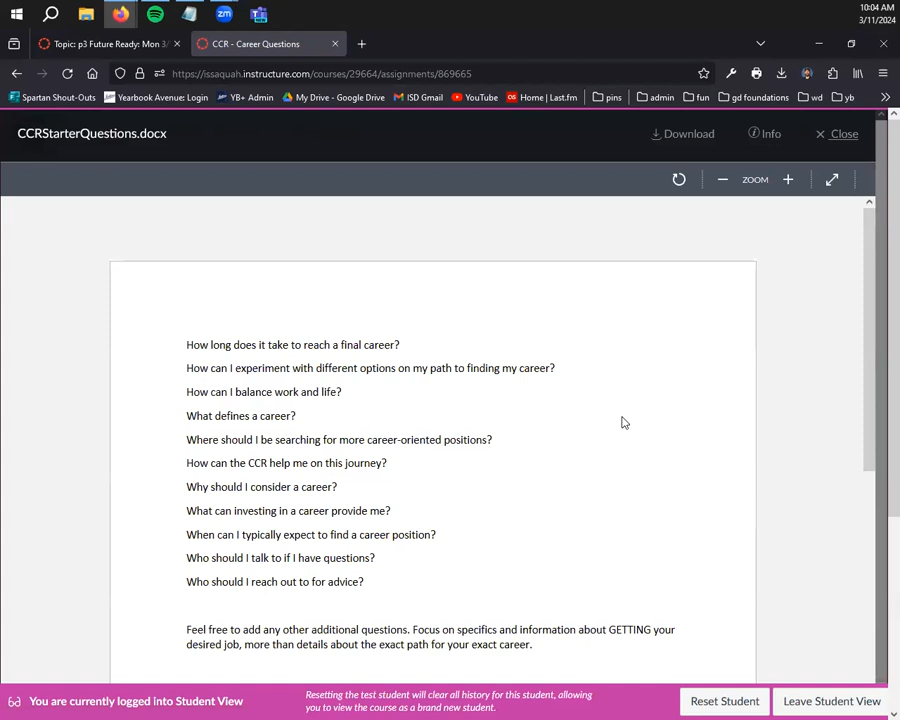 10:04 AM
3/11/2024
Topic: p3 Future Ready: Mon 3/
CCR - Career Questions
https://issaquah.instructure.com/courses/29664/assignments/869665
Spartan Shout-Outs
Yearbook Avenue: Login
YB+ Admin
My Drive - Google Drive
ISD Gmail
YouTube
Home | Last.fm
pins
admin
fun
gd foundations
wd
yb
CCRStarterQuestions.docx
Download
Info
Close
ZOOM
How long does it take to reach a final career?
How can I experiment with different options on my path to finding my career?
How can I balance work and life?
What defines a career?
Where should I be searching for more career-oriented positions?
How can the CCR help me on this journey?
Why should I consider a career?
What can investing in a career provide me?
When can I typically expect to find a career position?
Who should I talk to if I have questions?
Who should I reach out to for advice?
Feel free to add any other additional questions. Focus on specifics and information about GETTING your
desired job, more than details about the exact path for your exact career.
You are currently logged into Student View
Resetting the test student will clear all history for this student, allowing
you to view the course as a brand new student.
Reset Student
Leave Student View